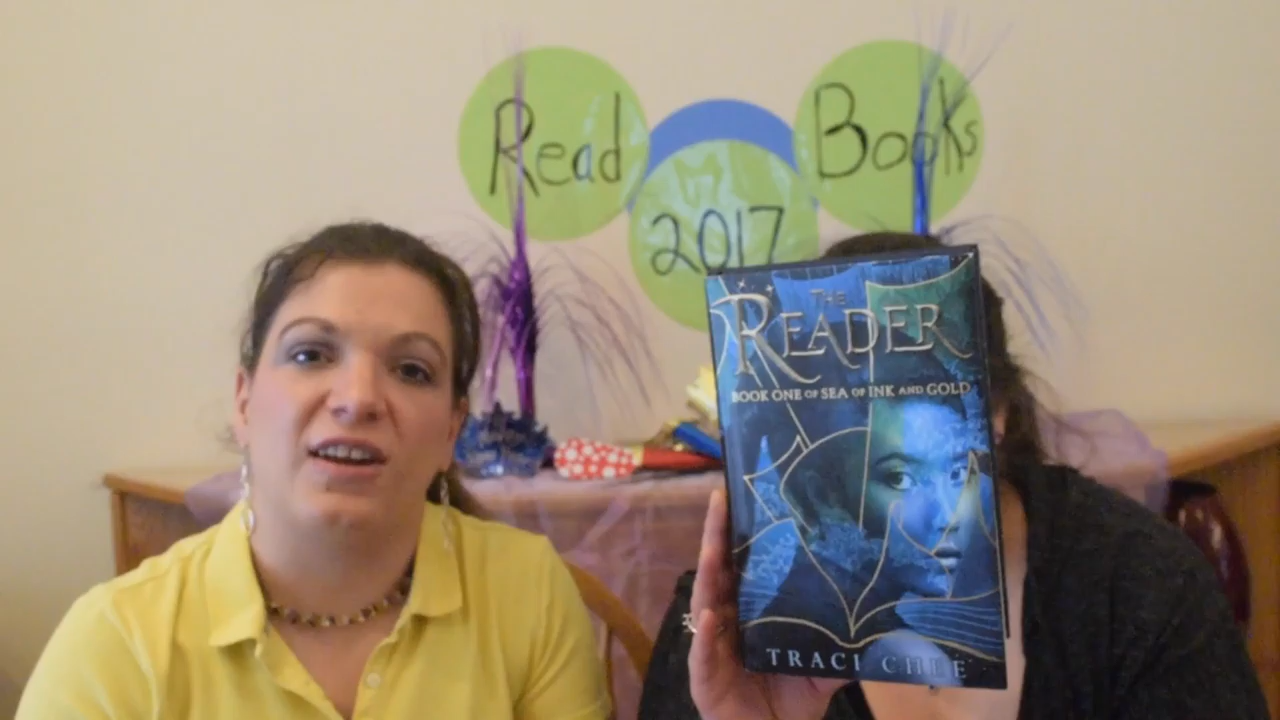 Read
Books
2017
THE
READER
BOOK ONE OF SEA OF INK AND GOLD
TRACI CHEE